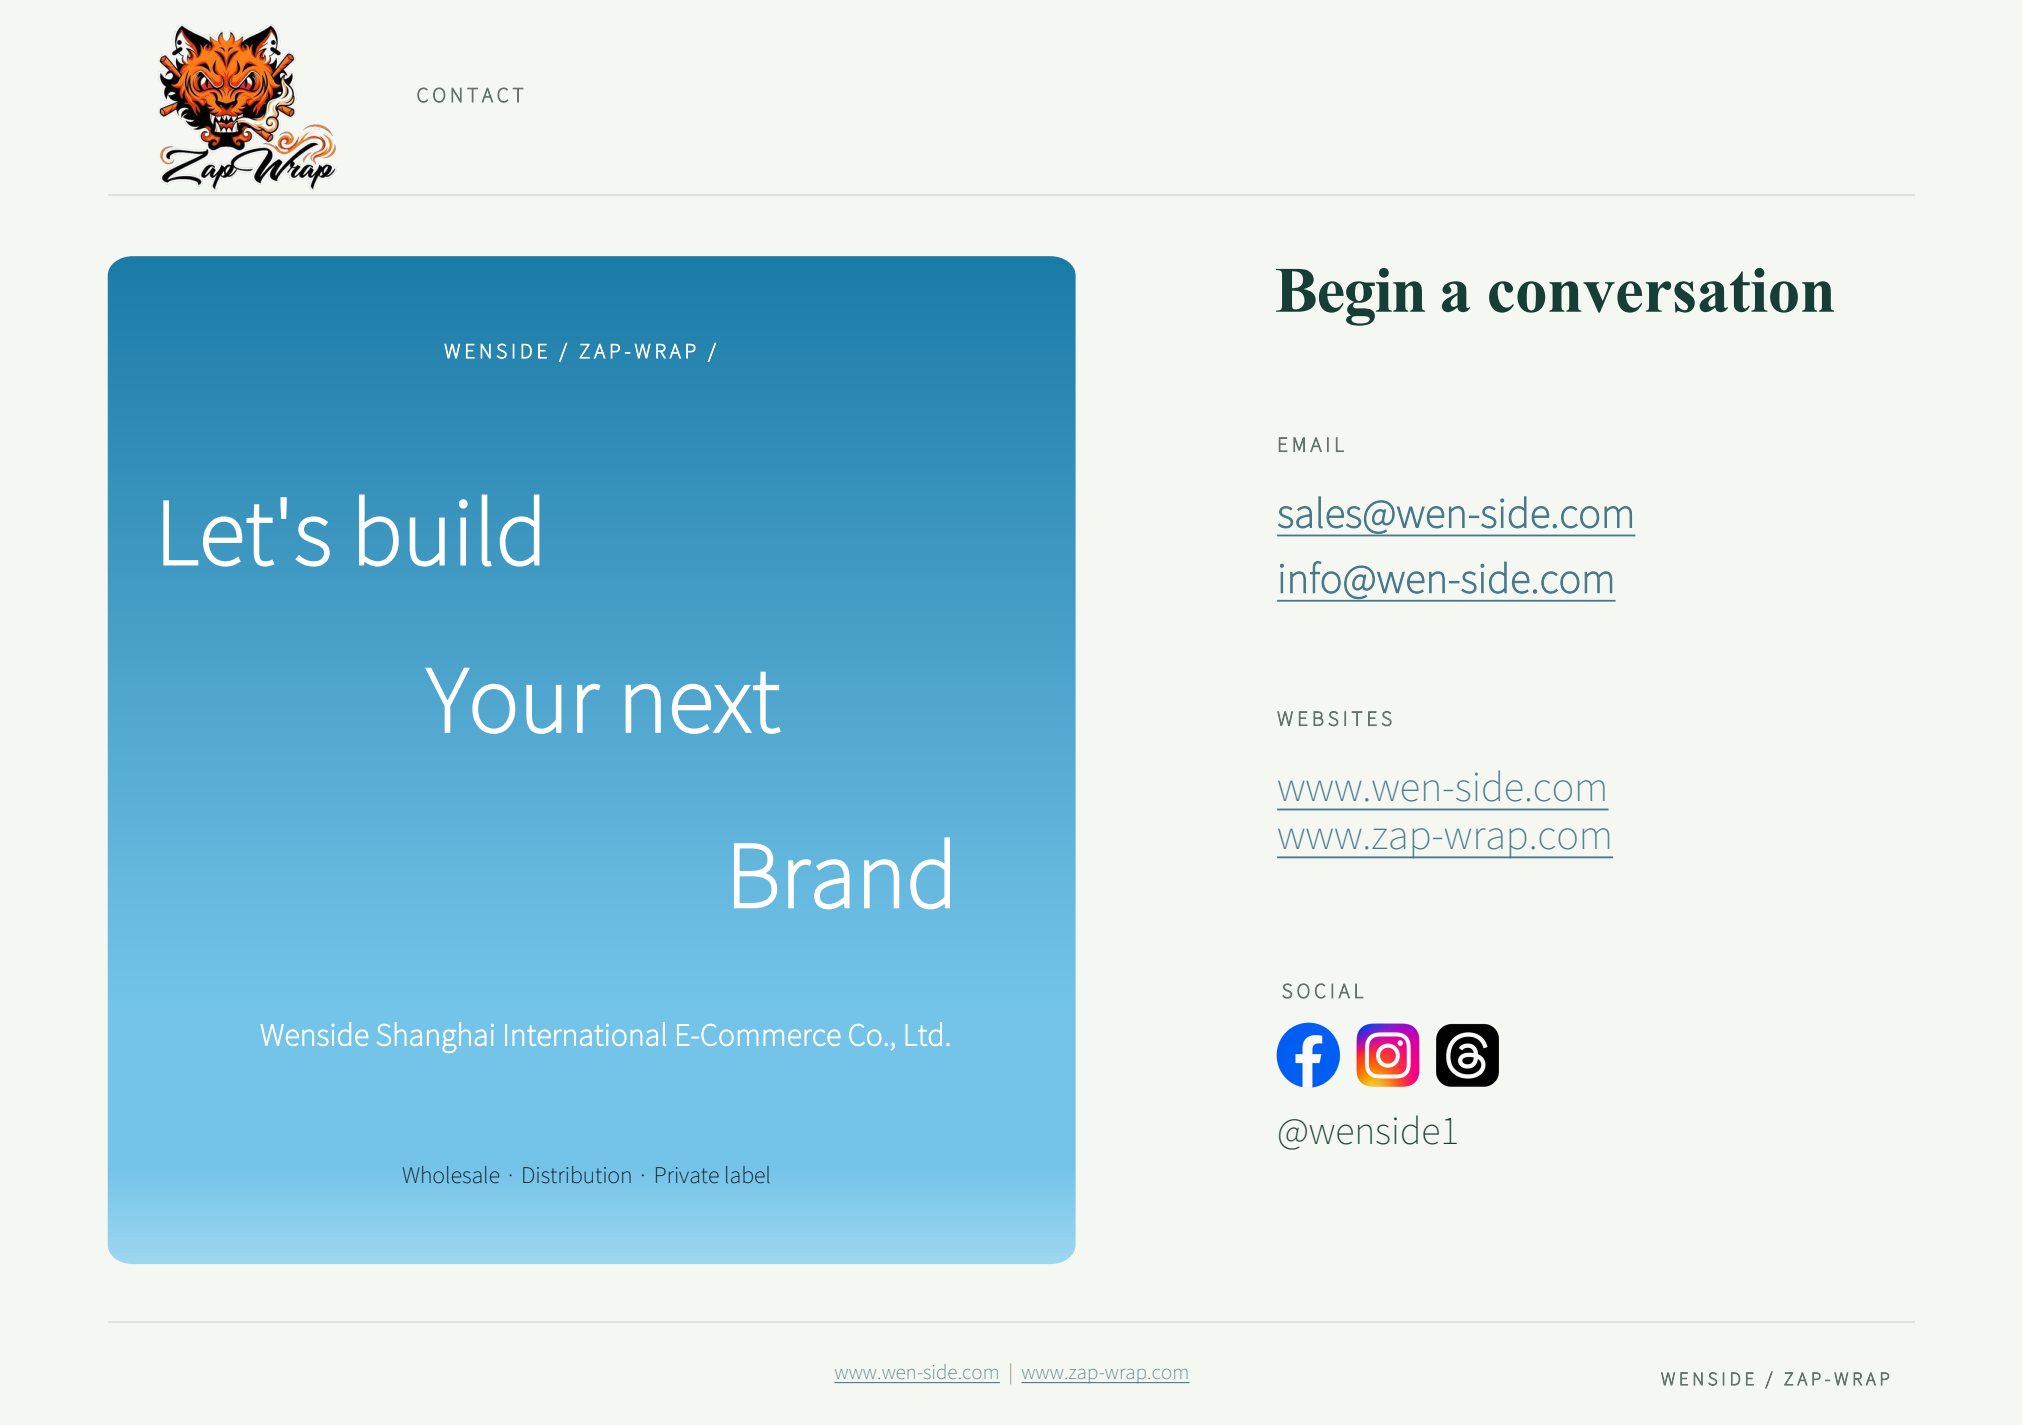 Zap Wrap
CONTACT
WENSIDE / ZAP-WRAP /
Let's build
Your next
Brand
Wenside Shanghai International E-Commerce Co., Ltd.
Wholesale · Distribution · Private label
Begin a conversation
EMAIL
sales@wen-side.com
info@wen-side.com
WEBSITES
www.wen-side.com
www.zap-wrap.com
SOCIAL
@wenside1
www.wen-side.com | www.zap-wrap.com
WENSIDE / ZAP-WRAP